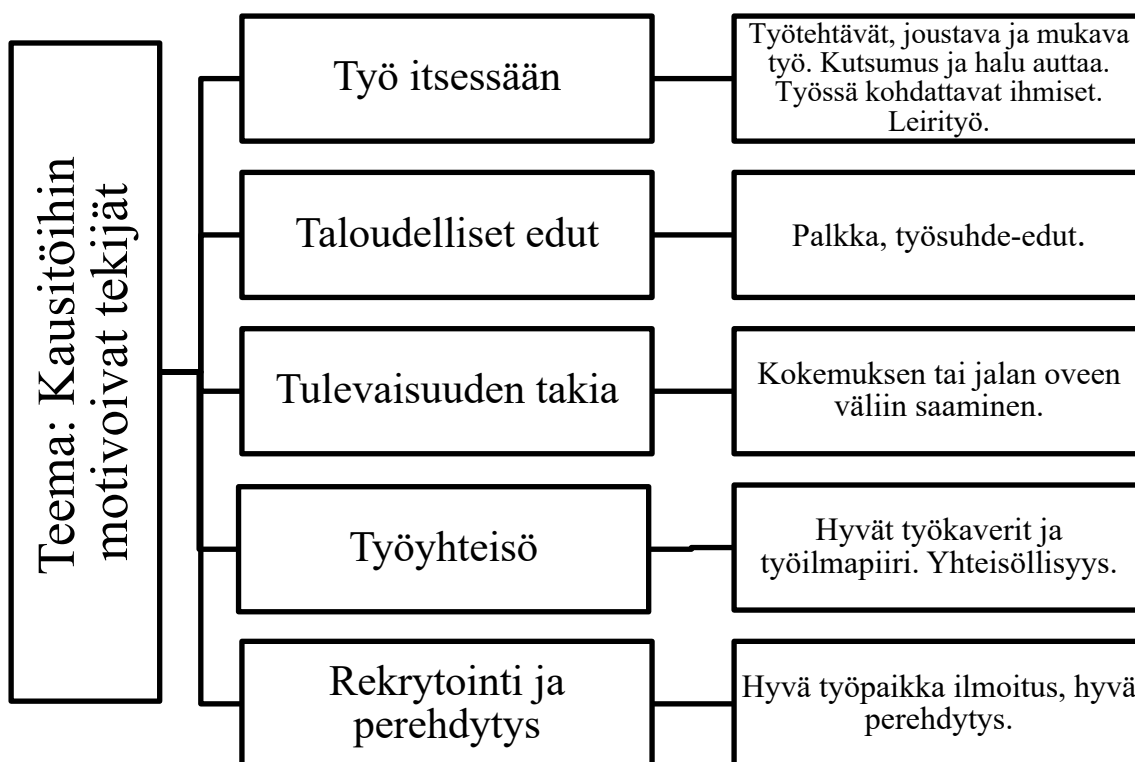 Teema: Kausitöihin
motivoivat tekijät
Työ itsessään
Työtehtävät, joustava ja mukava
työ. Kutsumus ja halu auttaa.
Työssä kohdattavat ihmiset.
Leirityö.
Taloudelliset edut
Palkka, työsuhde-edut.
Tulevaisuuden takia
Kokemuksen tai jalan oveen
väliin saaminen.
Työyhteisö
Hyvät työkaverit ja
työilmapiiri. Yhteisöllisyys.
Rekrytointi ja
perehdytys
Hyvä työpaikka ilmoitus, hyvä
perehdytys.